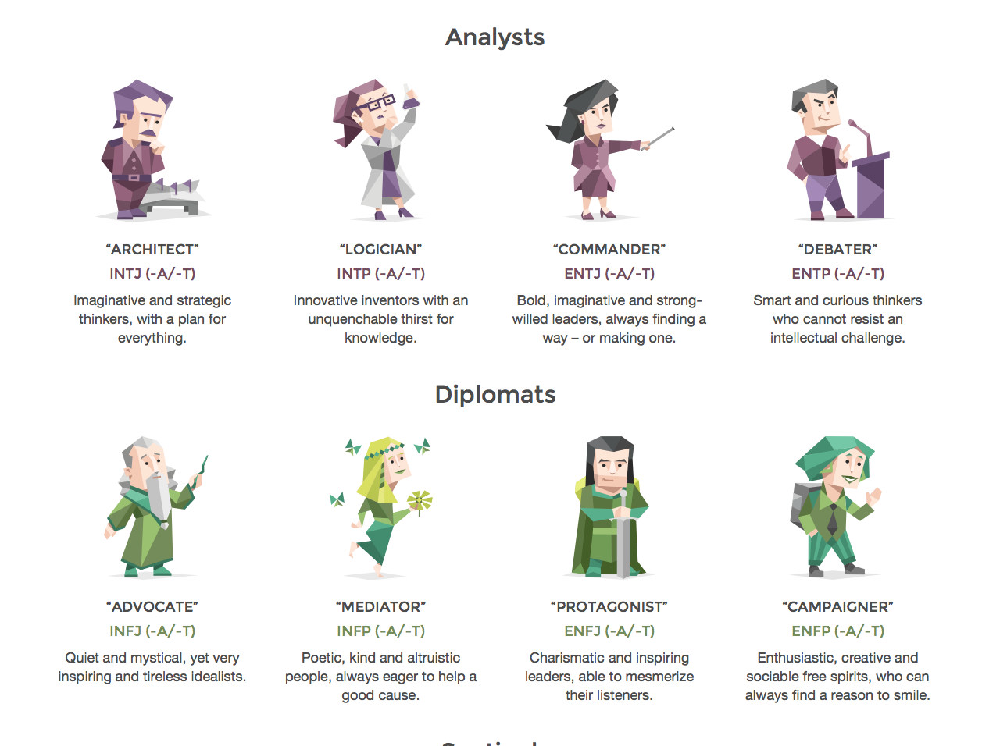 Analysts
“ARCHITECT”
INTJ (-A/-T)
Imaginative and strategic
thinkers, with a plan for
everything.
“LOGICIAN”
INTP (-A/-T)
Innovative inventors with an
unquenchable thirst for
knowledge.
“COMMANDER”
ENTJ (-A/-T)
Bold, imaginative and strong-
willed leaders, always finding a
way – or making one.
“DEBATER”
ENTP (-A/-T)
Smart and curious thinkers
who cannot resist an
intellectual challenge.
Diplomats
“ADVOCATE”
INFJ (-A/-T)
Quiet and mystical, yet very
inspiring and tireless idealists.
“MEDIATOR”
INFP (-A/-T)
Poetic, kind and altruistic
people, always eager to help a
good cause.
“PROTAGONIST”
ENFJ (-A/-T)
Charismatic and inspiring
leaders, able to mesmerize
their listeners.
“CAMPAIGNER”
ENFP (-A/-T)
Enthusiastic, creative and
sociable free spirits, who can
always find a reason to smile.